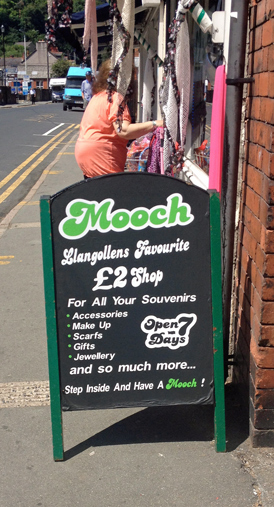 Mooch
Llangollens Favourite
£2 Shop
For All Your Souvenirs
• Accessories
• Make Up
• Scarfs
• Gifts
• Jewellery
Open 7
Days
and so much more...
Step Inside And Have A Mooch !